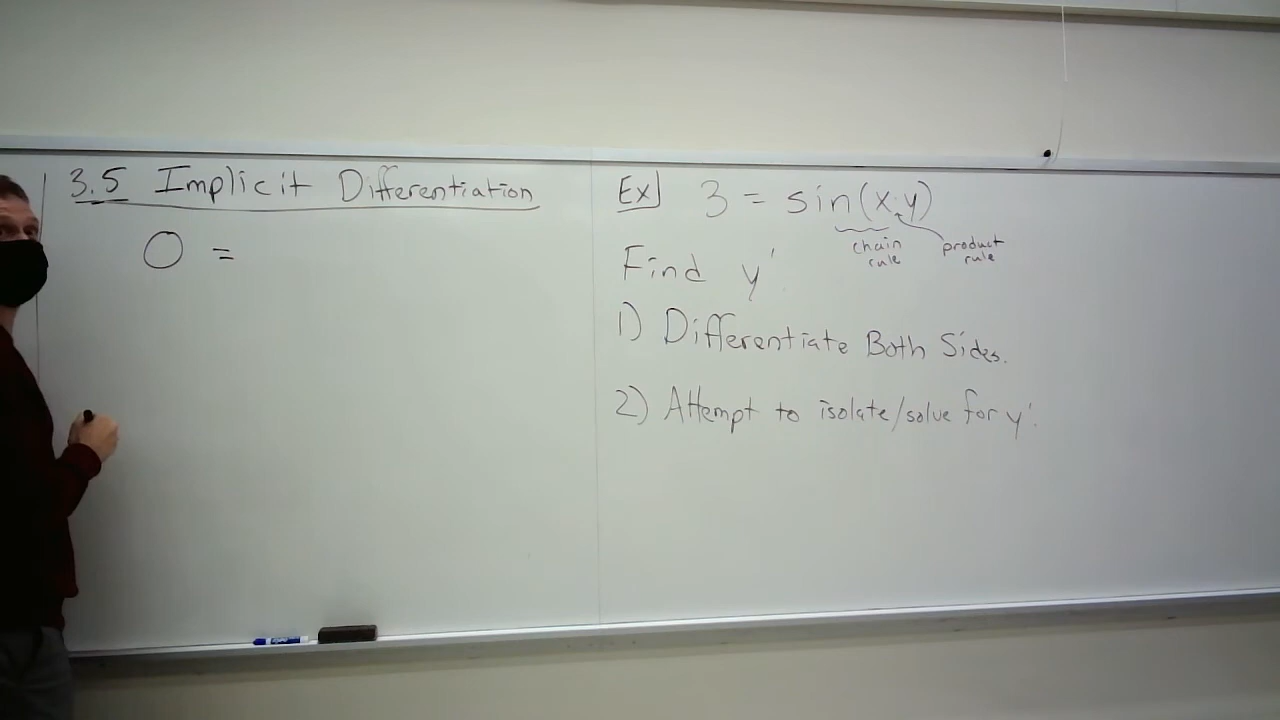 3.5 Implicit Differentiation
0 =
Ex] 3 = sin(x·y)
chain rule
product rule
Find y'
1) Differentiate Both Sides.
2) Attempt to isolate/solve for y'.